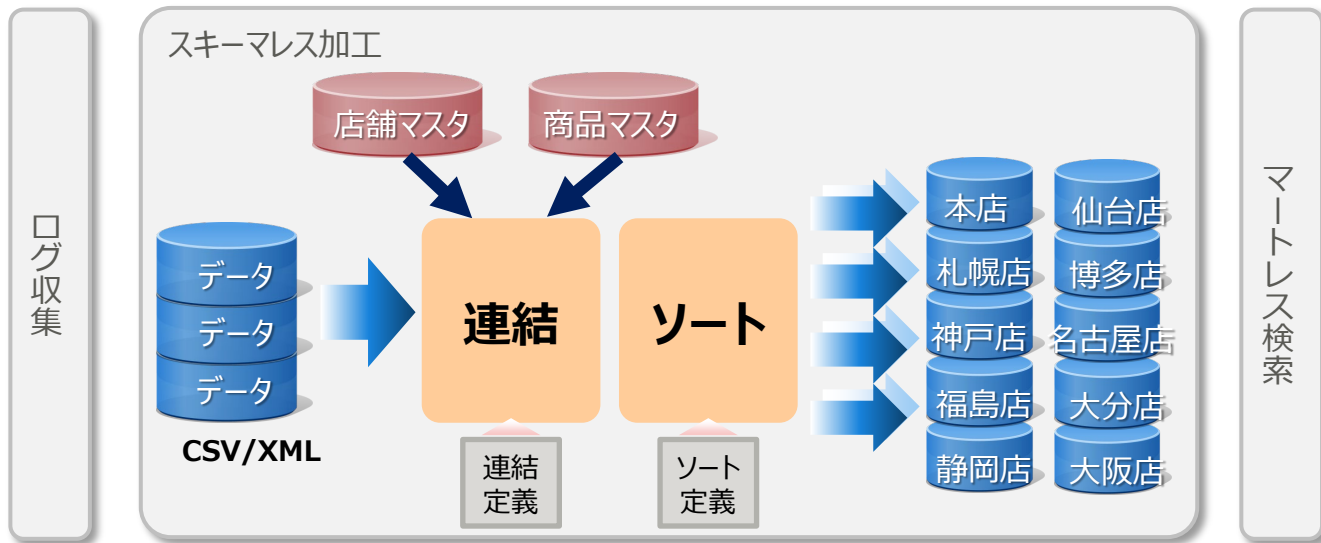 ログ収集
スキーマレス加工
店舗マスタ
商品マスタ
データ
データ
データ
CSV/XML
連結
ソート
連結
定義
ソート
定義
本店
仙台店
札幌店
博多店
神戸店
名古屋店
福島店
大分店
静岡店
大阪店
マートレス検索